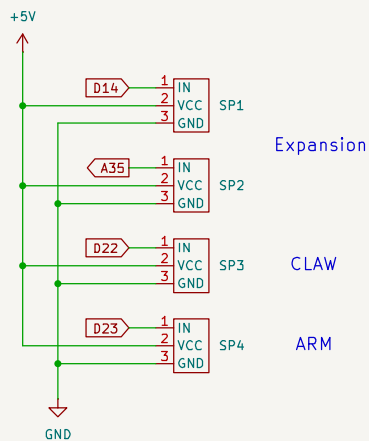 +5V
D14 1 IN
2 VCC SP1
3 GND
Expansion
A35 1 IN
2 VCC SP2
3 GND
D22 1 IN
2 VCC SP3 CLAW
3 GND
D23 1 IN
2 VCC SP4 ARM
3 GND
GND